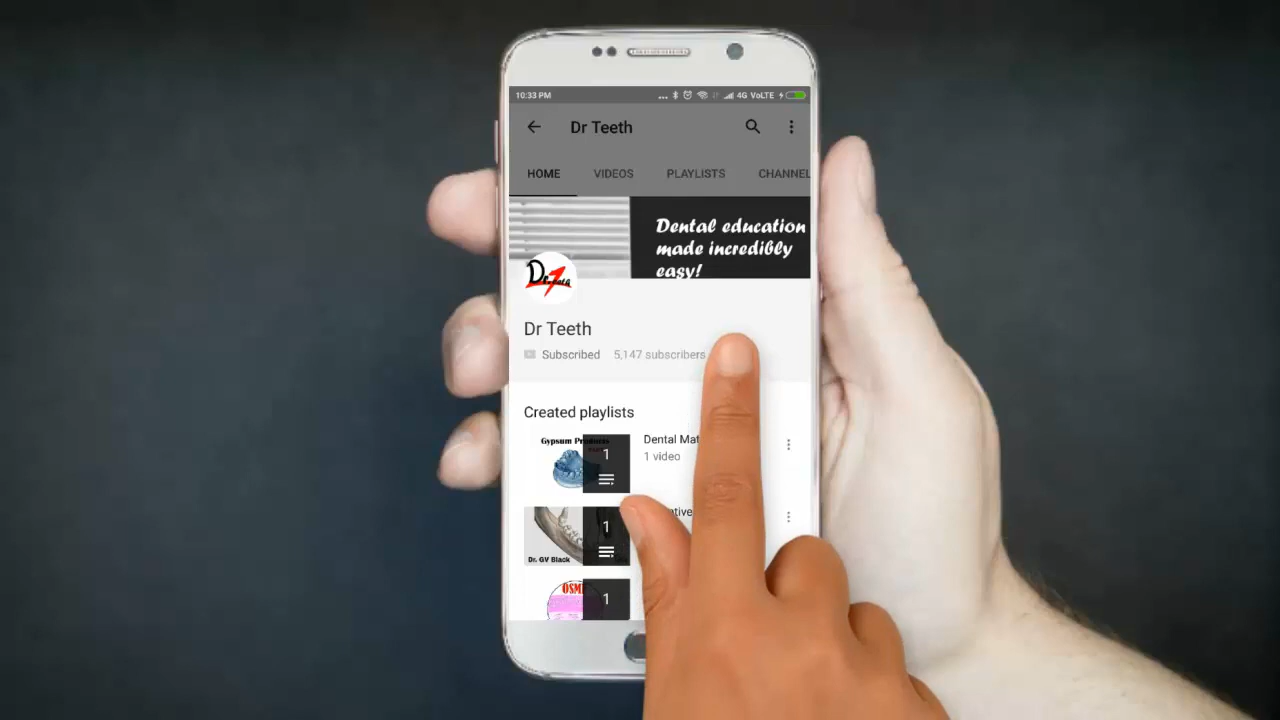 10:33 PM
4G VoLTE
Dr Teeth
HOME VIDEOS PLAYLISTS CHANNEL
Dental education
made incredibly
easy!
Dr Teeth
Subscribed 5,147 subscribers
Created playlists
Gypsum
1
Dental Mat
1 video
1
Dr. GV Black
OSM
1